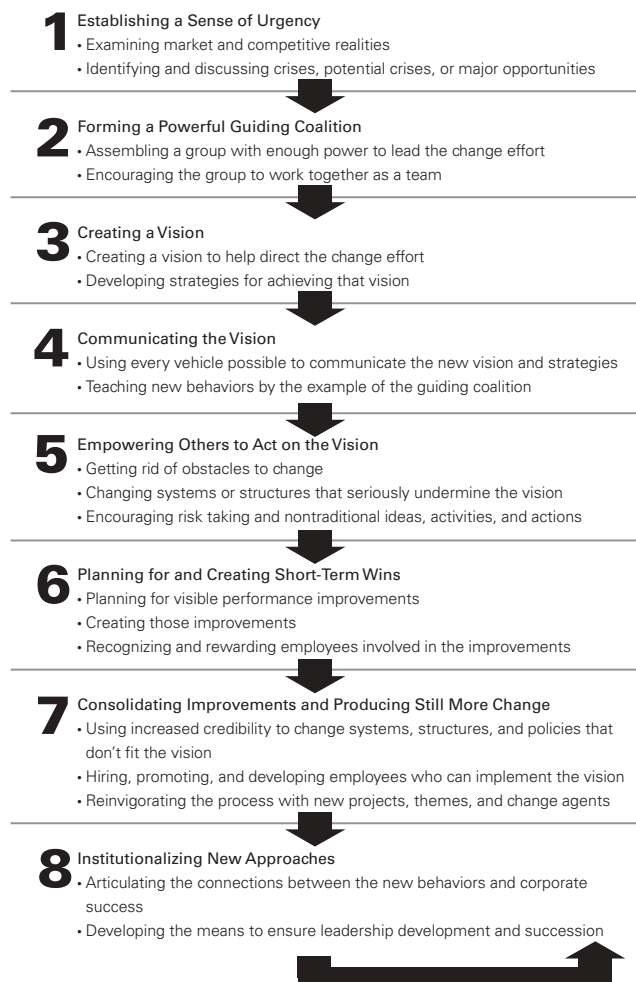 1 Establishing a Sense of Urgency
• Examining market and competitive realities
• Identifying and discussing crises, potential crises, or major opportunities
2 Forming a Powerful Guiding Coalition
• Assembling a group with enough power to lead the change effort
• Encouraging the group to work together as a team
3 Creating a Vision
• Creating a vision to help direct the change effort
• Developing strategies for achieving that vision
4 Communicating the Vision
• Using every vehicle possible to communicate the new vision and strategies
• Teaching new behaviors by the example of the guiding coalition
5 Empowering Others to Act on the Vision
• Getting rid of obstacles to change
• Changing systems or structures that seriously undermine the vision
• Encouraging risk taking and nontraditional ideas, activities, and actions
6 Planning for and Creating Short-Term Wins
• Planning for visible performance improvements
• Creating those improvements
• Recognizing and rewarding employees involved in the improvements
7 Consolidating Improvements and Producing Still More Change
• Using increased credibility to change systems, structures, and policies that
don’t fit the vision
• Hiring, promoting, and developing employees who can implement the vision
• Reinvigorating the process with new projects, themes, and change agents
8 Institutionalizing New Approaches
• Articulating the connections between the new behaviors and corporate
success
• Developing the means to ensure leadership development and succession